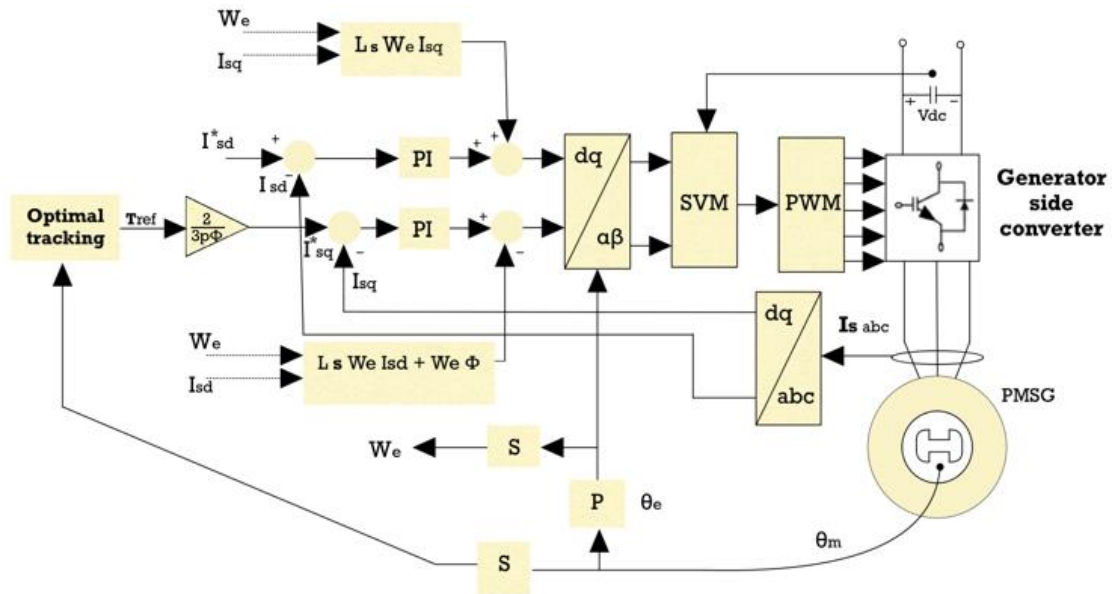 We
Isq
Ls We Isq
+
+
+
I*sd
+
Isd
-
PI
dq
αβ
SVM
PWM
+
Vdc
-
Generator
side
converter
Optimal
tracking
Tref
2
3pΦ
I*sq
-
Isq
PI
+
-
We
Isd
Ls We Isd + We Φ
dq
abc
Is abc
PMSG
We
S
P
θe
θm
S